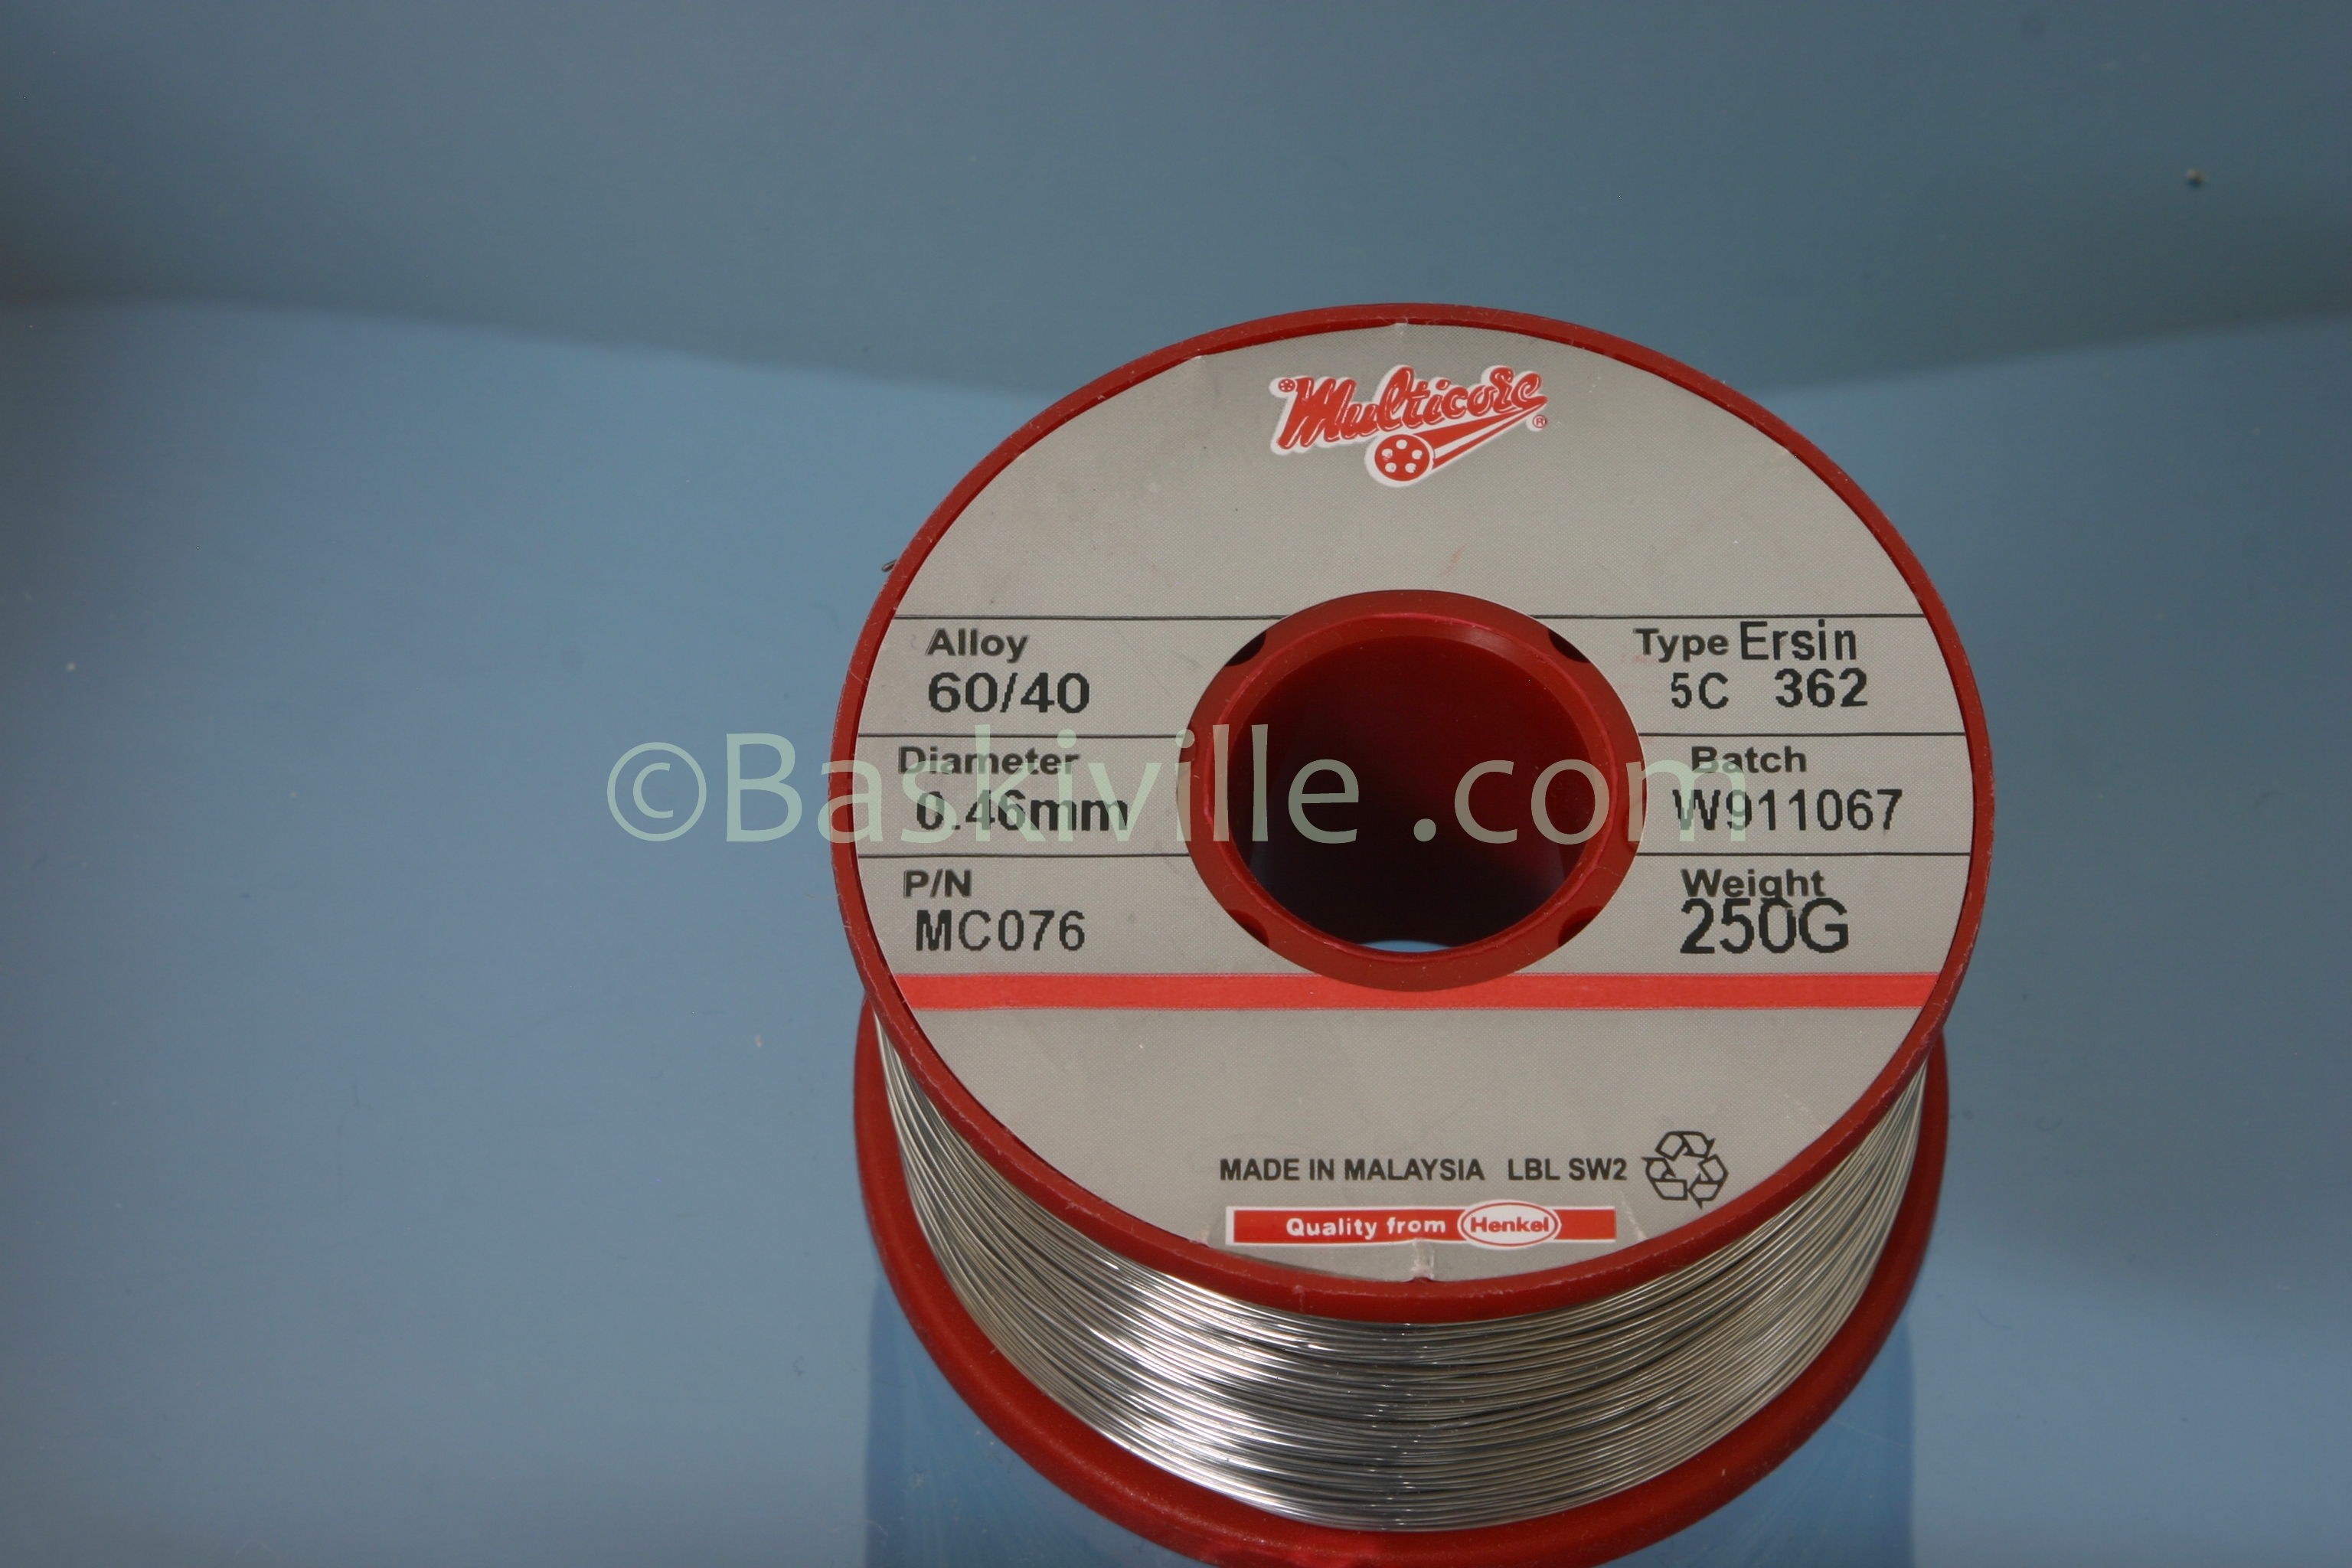 Multicore ®
Alloy
60/40
Type Ersin
5C 362
Diameter
0.46mm
Batch
W911067
©Baskiville .com
P/N
MC076
Weight
250G
MADE IN MALAYSIA LBL SW2
Quality from Henkel